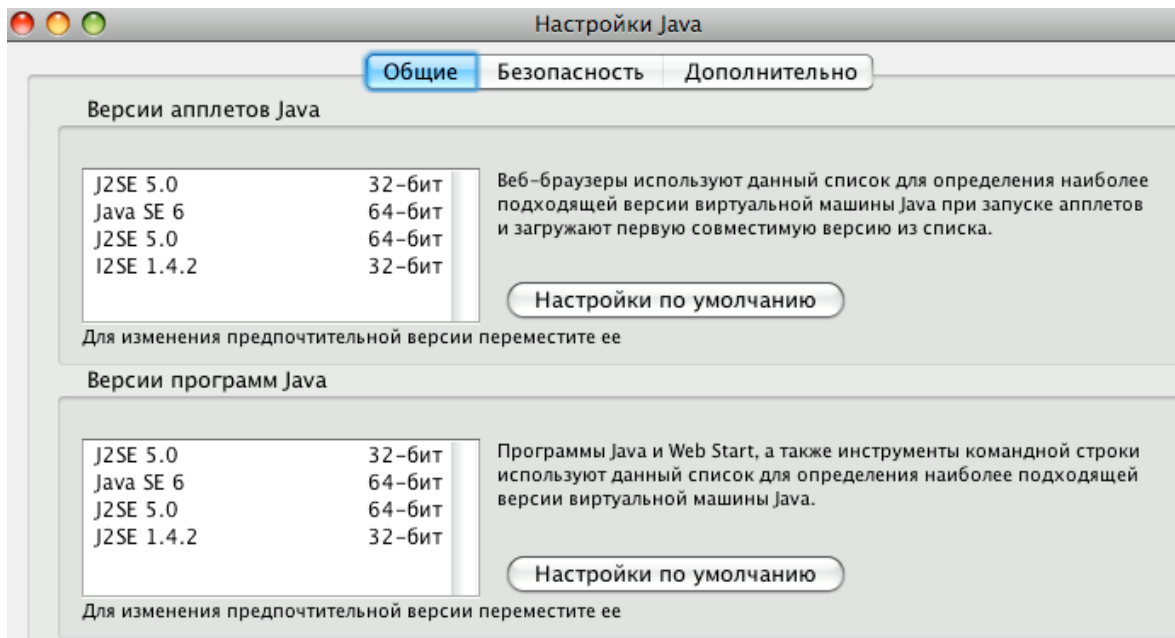 Настройки Java
Общие Безопасность Дополнительно
Версии апплетов Java
J2SE 5.0 32-бит
Java SE 6 64-бит
J2SE 5.0 64-бит
I2SE 1.4.2 32-бит
Веб-браузеры используют данный список для определения наиболее
подходящей версии виртуальной машины Java при запуске апплетов
и загружают первую совместимую версию из списка.
Настройки по умолчанию
Для изменения предпочтительной версии переместите ее
Версии программ Java
J2SE 5.0 32-бит
Java SE 6 64-бит
J2SE 5.0 64-бит
J2SE 1.4.2 32-бит
Программы Java и Web Start, а также инструменты командной строки
используют данный список для определения наиболее подходящей
версии виртуальной машины Java.
Настройки по умолчанию
Для изменения предпочтительной версии переместите ее